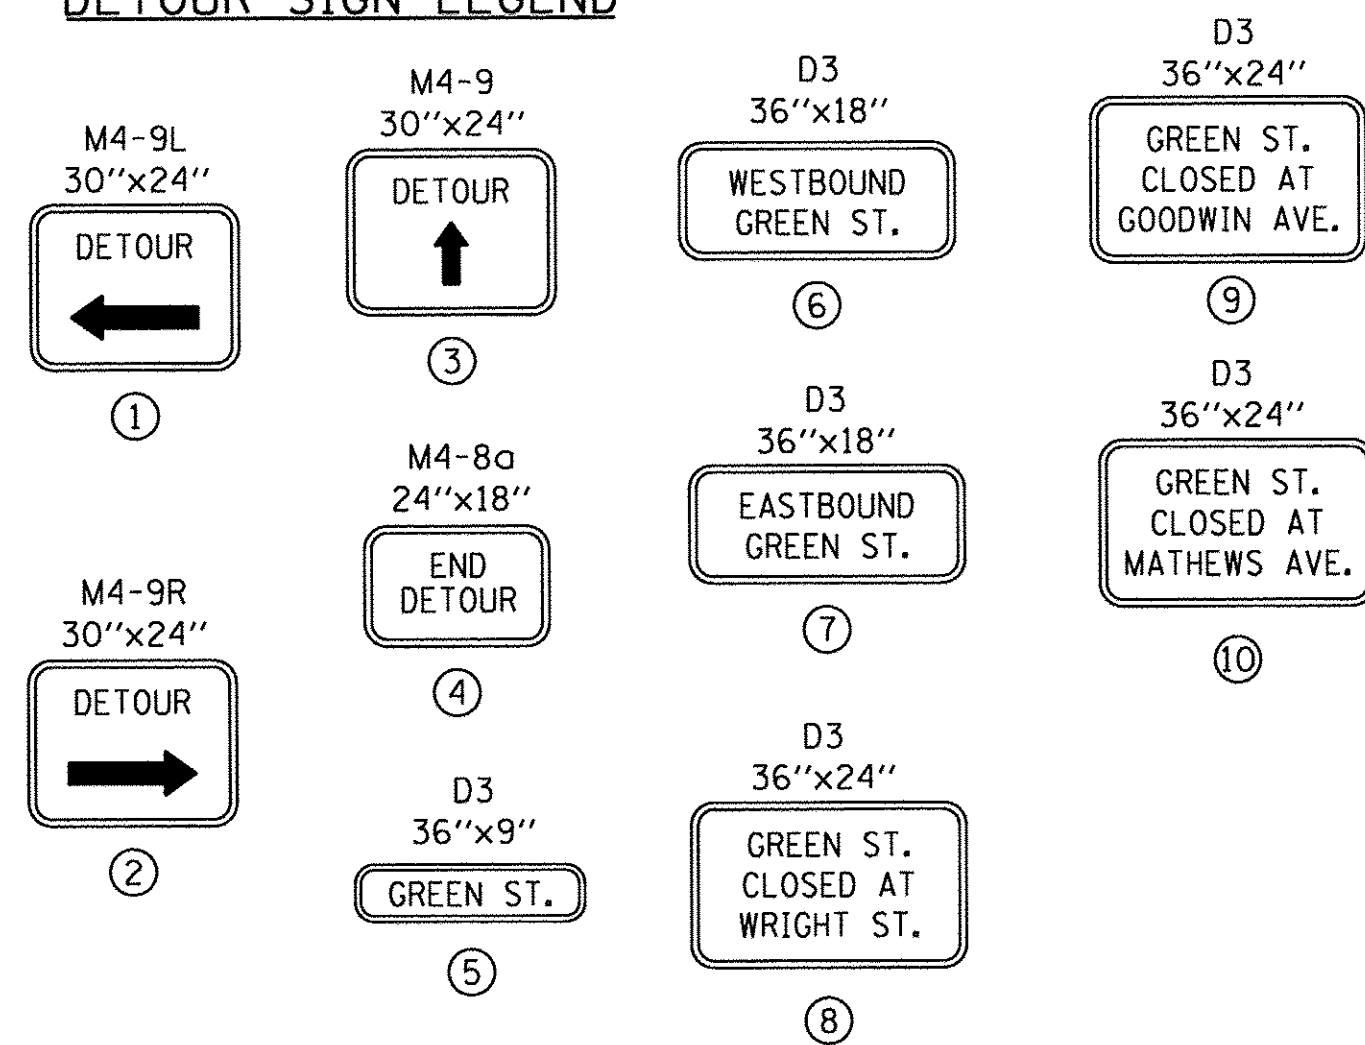 DETOUR SIGN LEGEND
M4-9L
30''x24''
DETOUR
1
M4-9R
30''x24''
DETOUR
2
M4-9
30''x24''
DETOUR
3
M4-8a
24''x18''
END
DETOUR
4
D3
36''x9''
GREEN ST.
5
D3
36''x18''
WESTBOUND
GREEN ST.
6
D3
36''x18''
EASTBOUND
GREEN ST.
7
D3
36''x24''
GREEN ST.
CLOSED AT
WRIGHT ST.
8
D3
36''x24''
GREEN ST.
CLOSED AT
GOODWIN AVE.
9
D3
36''x24''
GREEN ST.
CLOSED AT
MATHEWS AVE.
10